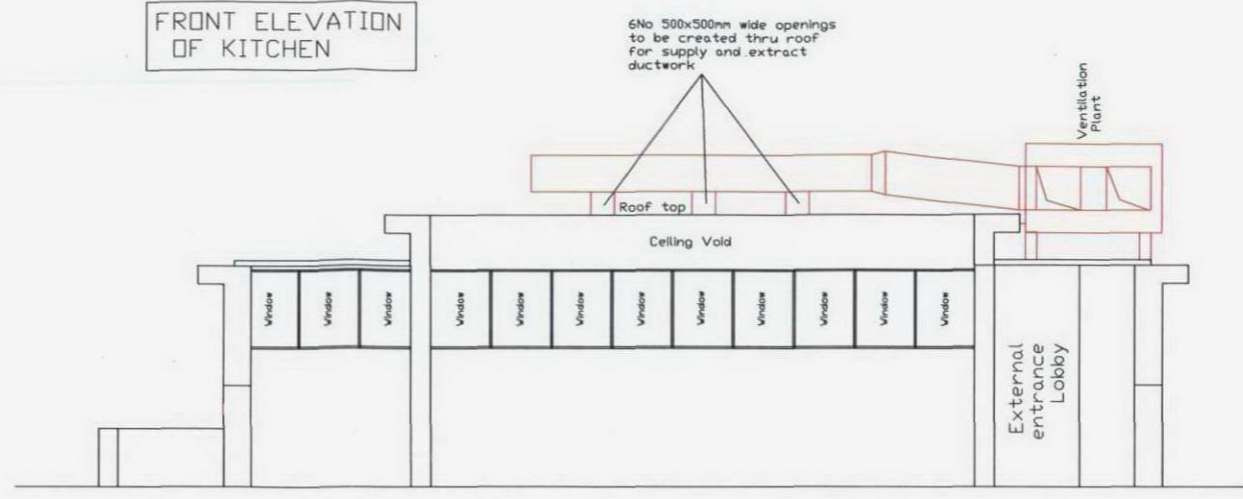 FRONT ELEVATION
OF KITCHEN
6No 500x500mm wide openings
to be created thru roof
for supply and extract
ductwork
Ventilation
Plant
Roof top
Ceiling Void
Window
Window
Window
Window
Window
Window
Window
Window
Window
Window
Window
Window
External
entrance
Lobby